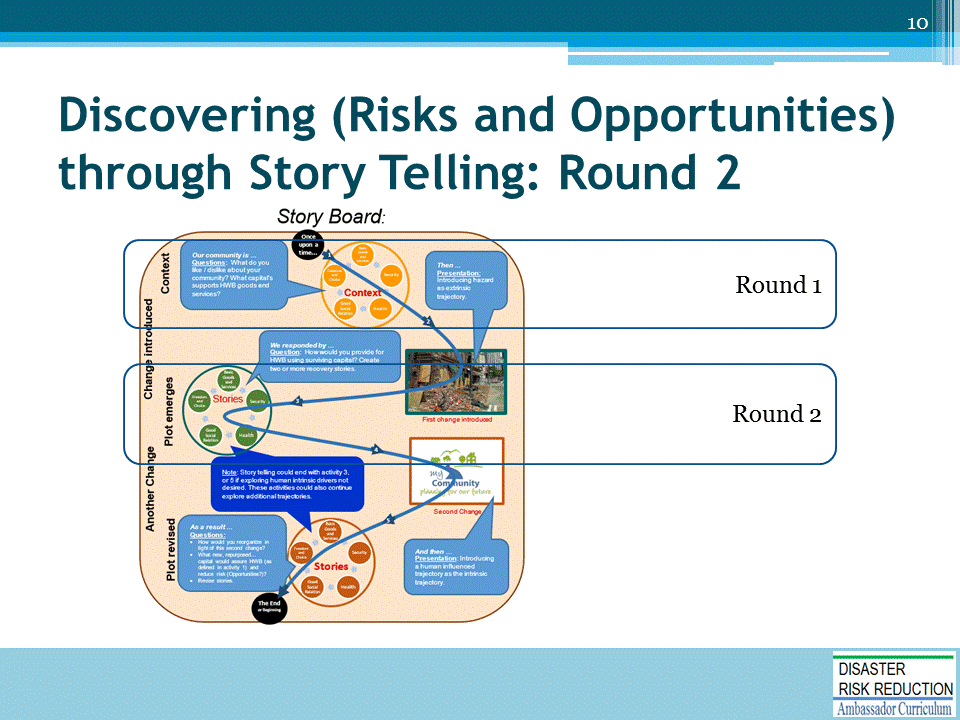 10
Discovering (Risks and Opportunities)
through Story Telling: Round 2
Story Board:
Once
upon a
time...
Context
Our community is ...
Questions: What do you
like / dislike about your
community? What capital's
supports HWB goods and
services?
Basic
Goods
and
Services
Security
Health
Good
Social
Relation
Freedom
and
Choice
Context
1
Then ...
Presentation:
Introducing hazard
as extrinsic
trajectory.
Round 1
2
Change introduced
We responded by ...
Question: How would you provide for
HWB using surviving capital? Create
two or more recovery stories.
First change introduced
Plot emerges
Basic
Goods
and
Services
Security
Health
Good
Social
Relation
Freedom
and
Choice
Stories
3
Round 2
4
my
Community
planning for our future
Second Change
Another Change
Note: Story telling could end with activity 3,
or 5 if exploring human intrinsic drivers not
desired. These activities could also continue
explore additional trajectories.
5
Plot revised
As a result ...
Questions:
• How would you reorganize in
light of this second change?
• What new, repurposed...
capital would assure HWB (as
defined in activity 1) and
reduce risk (Opportunities?)?
• Revise stories.
Basic
Goods
and
Services
Security
Health
Good
Social
Relation
Freedom
and
Choice
Stories
And then ...
Presentation: Introducing
a human influenced
trajectory as the intrinsic
trajectory.
The End
or Beginning
DISASTER
RISK REDUCTION
Ambassador Curriculum